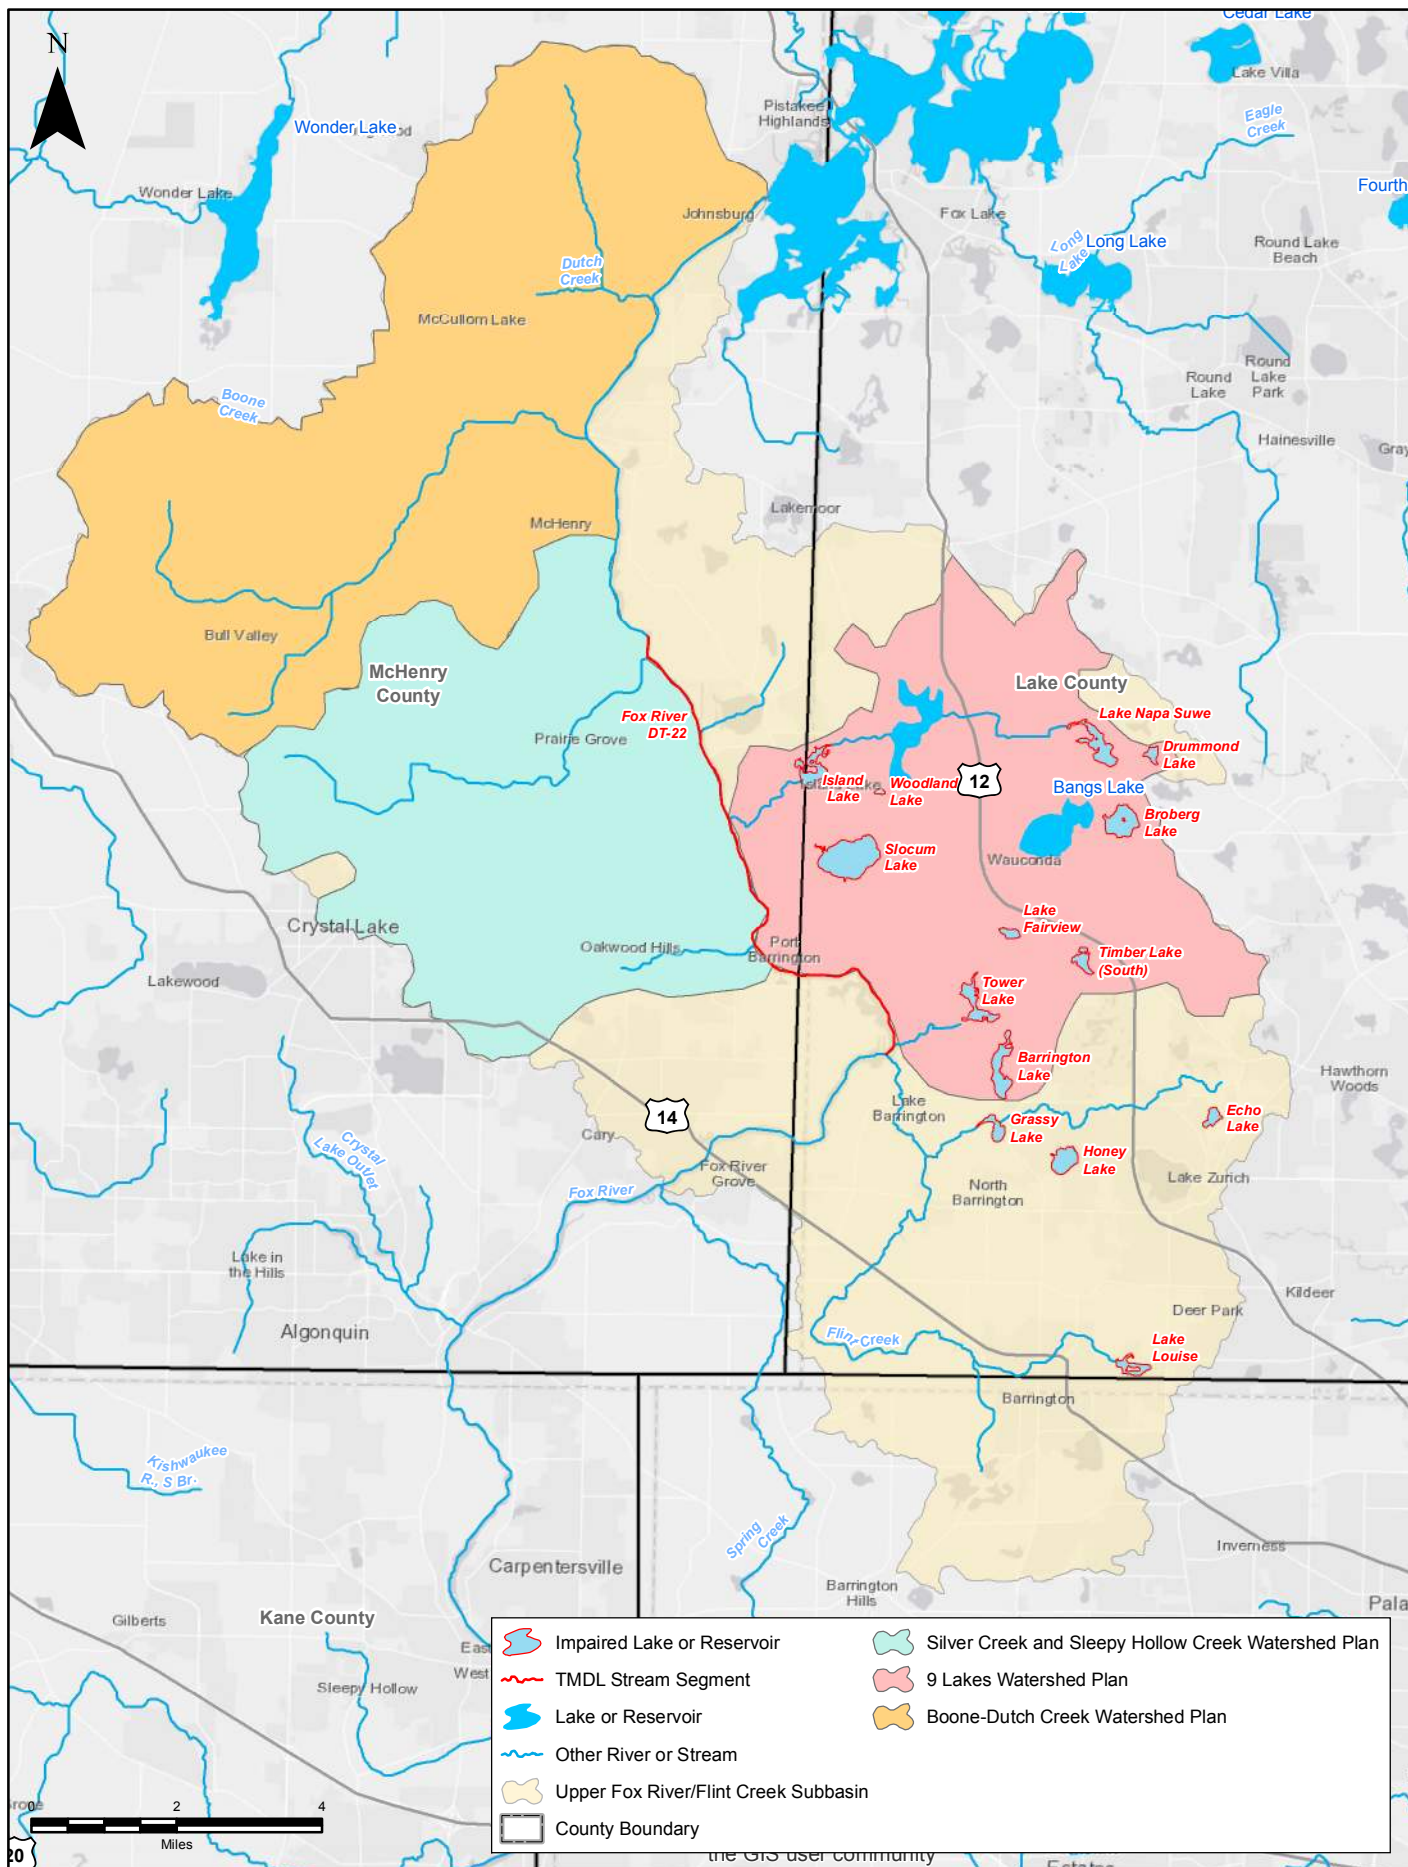 N
Cedar Lake
Lake Villa
Pistakee
Highlands
Eagle
Creek
Wonder Lake
Wonder Lake
Fourth
Johnsburg
Fox Lake
Long
Lake
Long Lake
Round Lake
Beach
Dutch
Creek
McCullom Lake
Round
Lake
Round
Lake
Park
Boone
Creek
Hainesville
Gray
Lakemoor
McHenry
Bull Valley
McHenry
County
Lake County
Fox River
DT-22
Lake Napa Suwe
Prairie Grove
Drummond
Lake
Island
Lake
Woodland
Lake
12
Bangs Lake
Broberg
Lake
Slocum
Lake
Wauconda
Crystal Lake
Lake
Fairview
Oakwood Hills
Port
Barrington
Timber Lake
(South)
Lakewood
Tower
Lake
Barrington
Lake
Hawthorn
Woods
Lake
Barrington
14
Cary
Grassy
Lake
Echo
Lake
Crystal
Lake Outlet
Honey
Lake
Fox River
Grove
Fox River
North
Barrington
Lake Zurich
Lake in
the Hills
Kildeer
Deer Park
Algonquin
Flint Creek
Lake
Louise
Barrington
Kishwaukee
R., S Br.
Spring
Creek
Inverness
Carpentersville
Barrington
Hills
Pala
Gilberts
Kane County
East
West
Sleepy Hollow
Impaired Lake or Reservoir
TMDL Stream Segment
Lake or Reservoir
Other River or Stream
Upper Fox River/Flint Creek Subbasin
County Boundary
Silver Creek and Sleepy Hollow Creek Watershed Plan
9 Lakes Watershed Plan
Boone-Dutch Creek Watershed Plan
0 2 4
Miles
20
the GIS user community